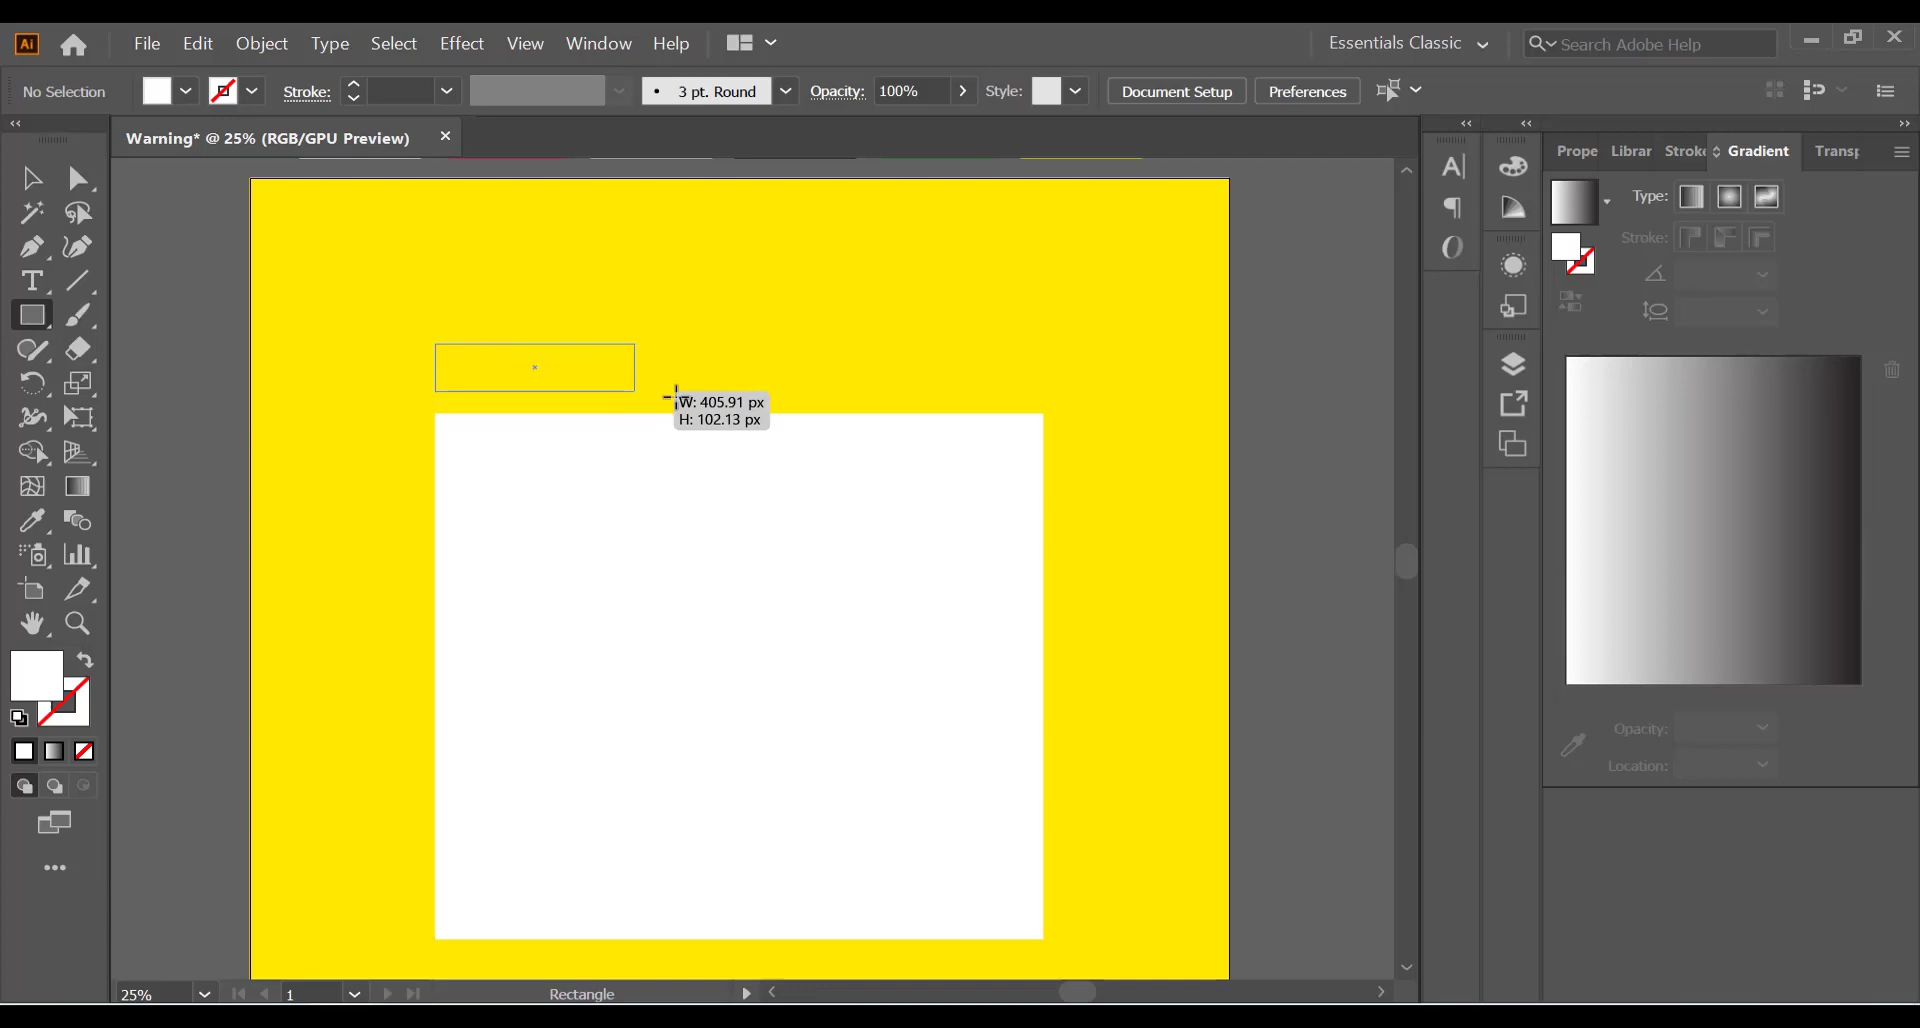 Ai File Edit Object Type Select Effect View Window Help Essentials Classic Search Adobe Help
No Selection Stroke: 3 pt. Round Opacity: 100% Style: Document Setup Preferences
Warning* @ 25% (RGB/GPU Preview)
Prope Librar Stroke Gradient Transp
Type:
Stroke:
W: 405.91 px
H: 102.13 px
Opacity:
Location:
25% 1 Rectangle